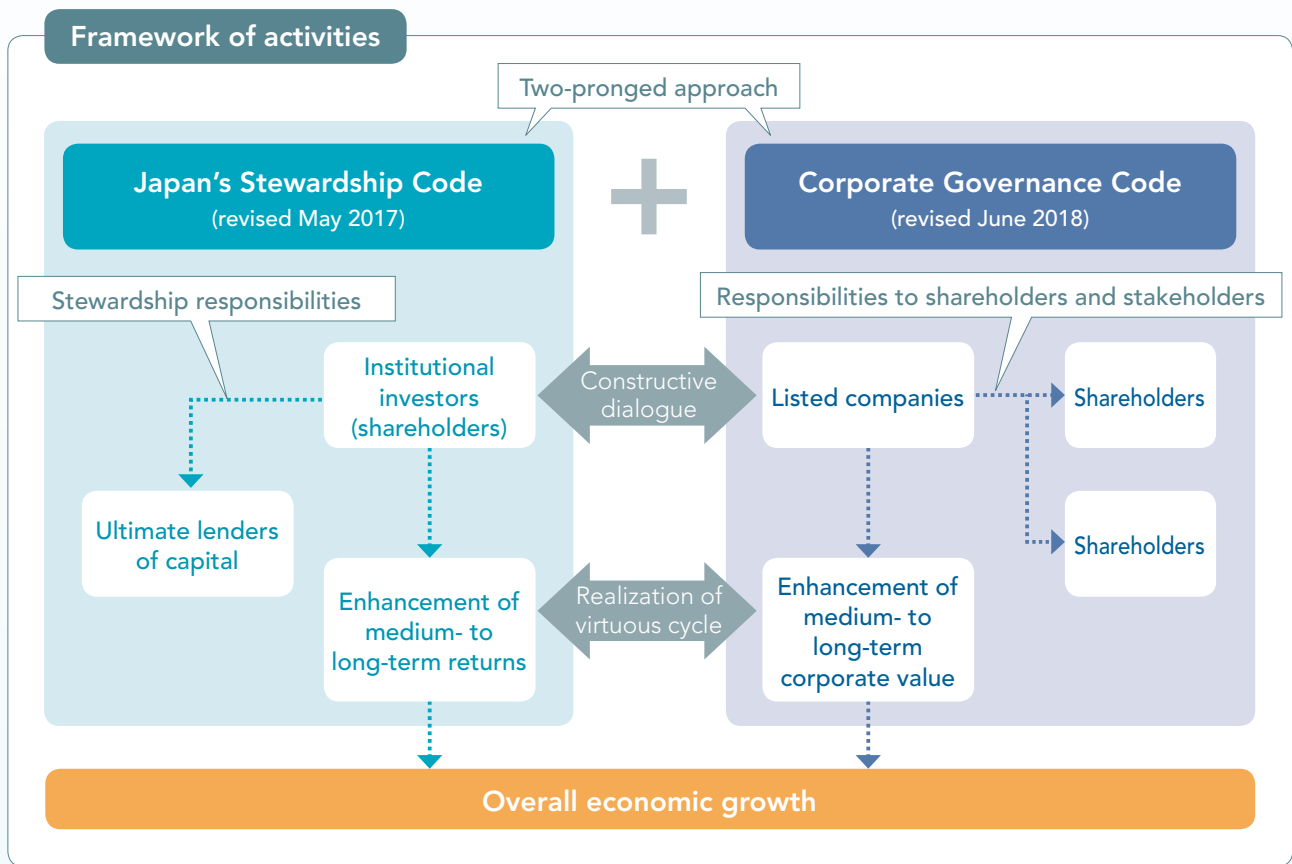 Framework of activities
Two-pronged approach
Japan's Stewardship Code
(revised May 2017)
Corporate Governance Code
(revised June 2018)
Stewardship responsibilities
Responsibilities to shareholders and stakeholders
Institutional
investors
(shareholders)
Constructive
dialogue
Listed companies
Shareholders
Ultimate lenders
of capital
Shareholders
Enhancement of
medium- to
long-term returns
Realization of
virtuous cycle
Enhancement of
medium- to
long-term
corporate value
Overall economic growth